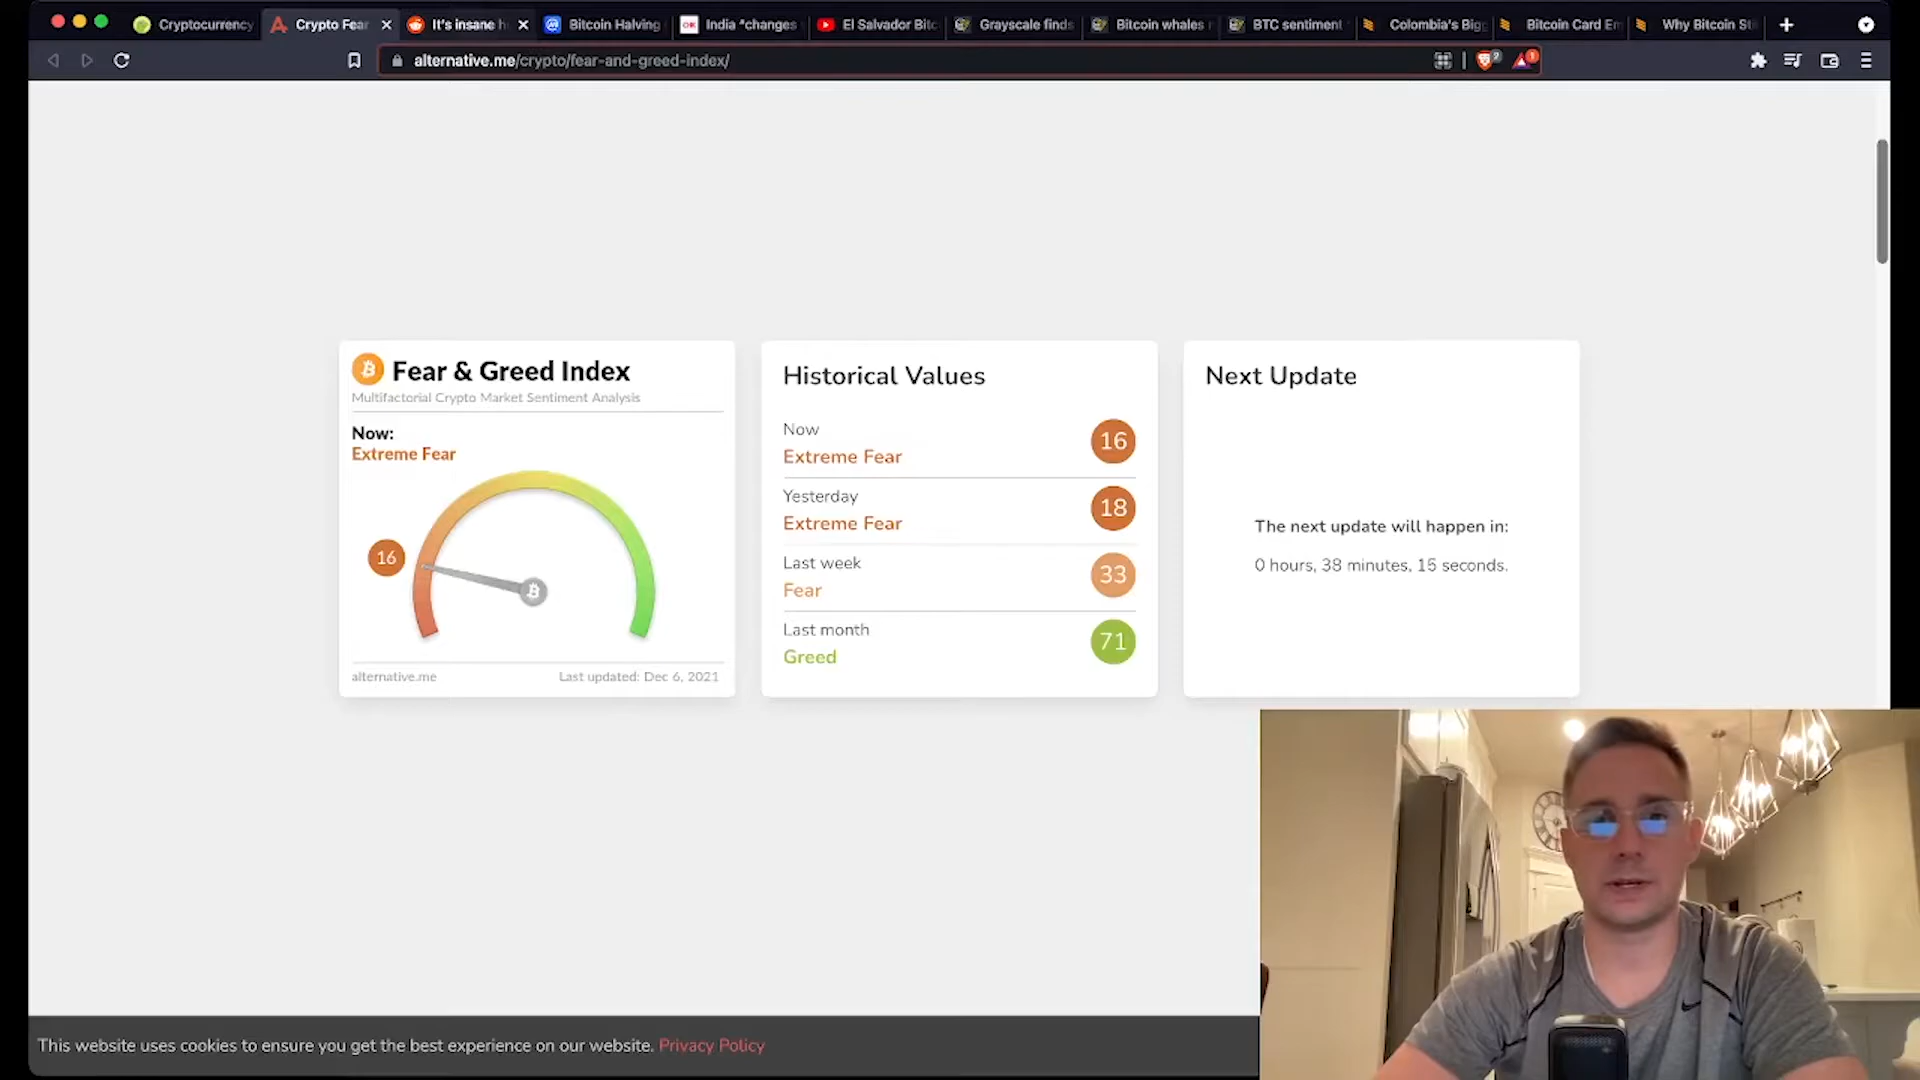 Cryptocurrency
Crypto Fear
It's insane h
Bitcoin Halving
India "changes
El Salvador Bitc
Grayscale finds
Bitcoin whales
BTC sentiment
Colombia's Bigg
Bitcoin Card Em
Why Bitcoin St
alternative.me/crypto/fear-and-greed-index/
2
1
Fear & Greed Index
Multifactorial Crypto Market Sentiment Analysis
Now:
Extreme Fear
16
alternative.me
Last updated: Dec 6, 2021
Historical Values
Now
Extreme Fear
16
Yesterday
Extreme Fear
18
Last week
Fear
33
Last month
Greed
71
Next Update
The next update will happen in:
0 hours, 38 minutes, 15 seconds.
This website uses cookies to ensure you get the best experience on our website. Privacy Policy